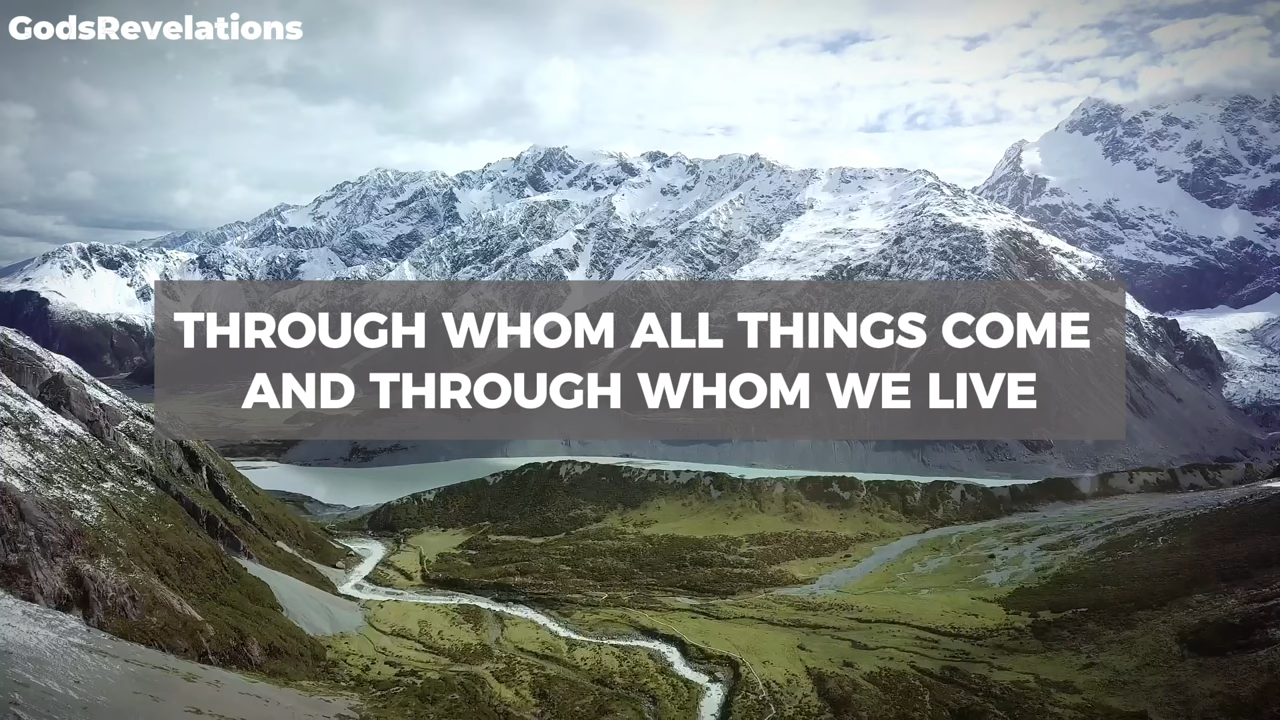 GodsRevelations
THROUGH WHOM ALL THINGS COME
AND THROUGH WHOM WE LIVE